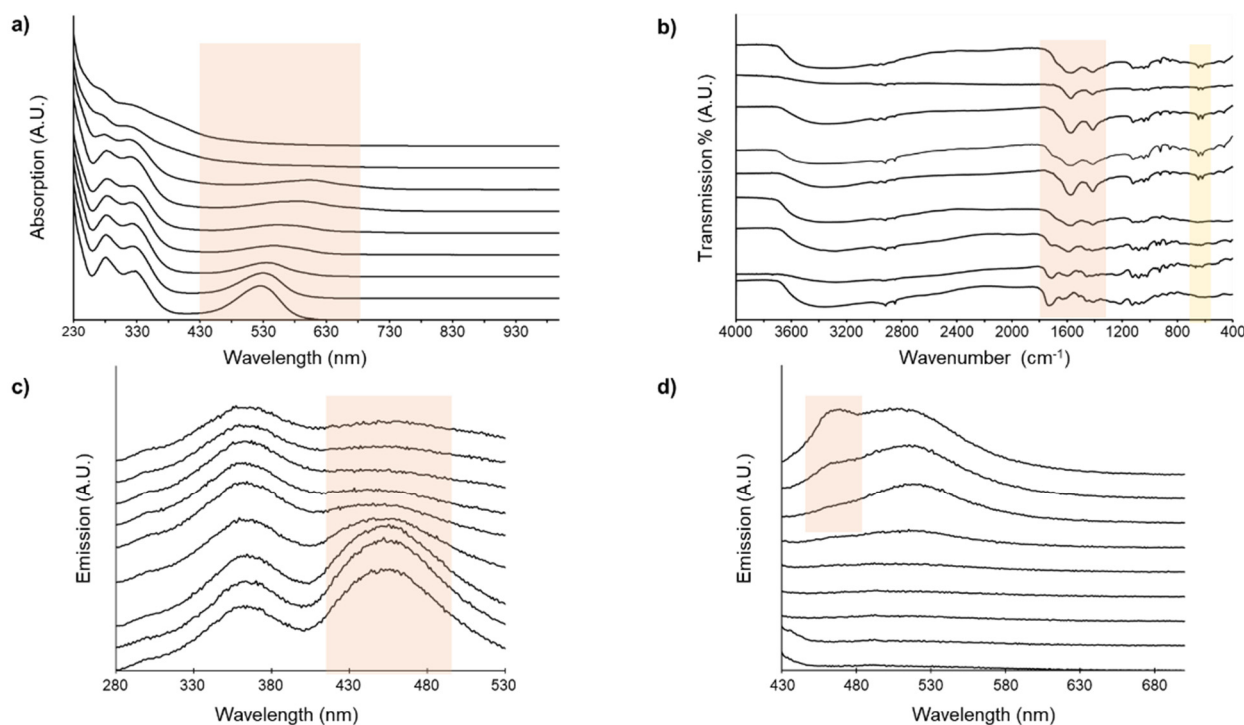 a)
Absorption (A.U.)
230 330 430 530 630 730 830 930
Wavelength (nm)
b)
Transmission % (A.U.)
4000 3600 3200 2800 2400 2000 1600 1200 800 400
Wavenumber (cm-1)
c)
Emission (A.U.)
280 330 380 430 480 530
Wavelength (nm)
d)
Emission (A.U.)
430 480 530 580 630 680
Wavelength (nm)